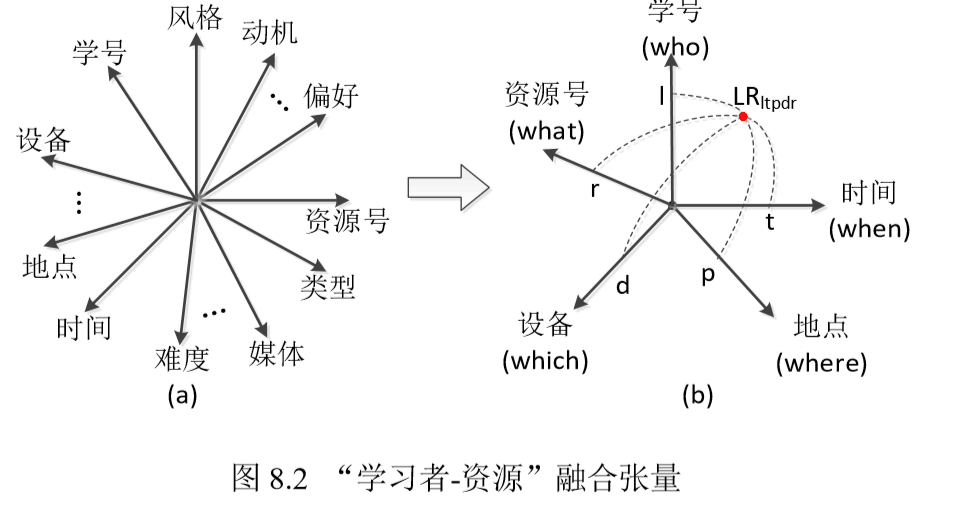 风格
动机
学号
偏好
设备
资源号
地点
类型
时间
难度
媒体
(a)
学号
(who)
资源号
(what)
l
LRltpdr
r
时间
(when)
t
d
p
设备
(which)
地点
(where)
(b)
图 8.2 “学习者-资源”融合张量